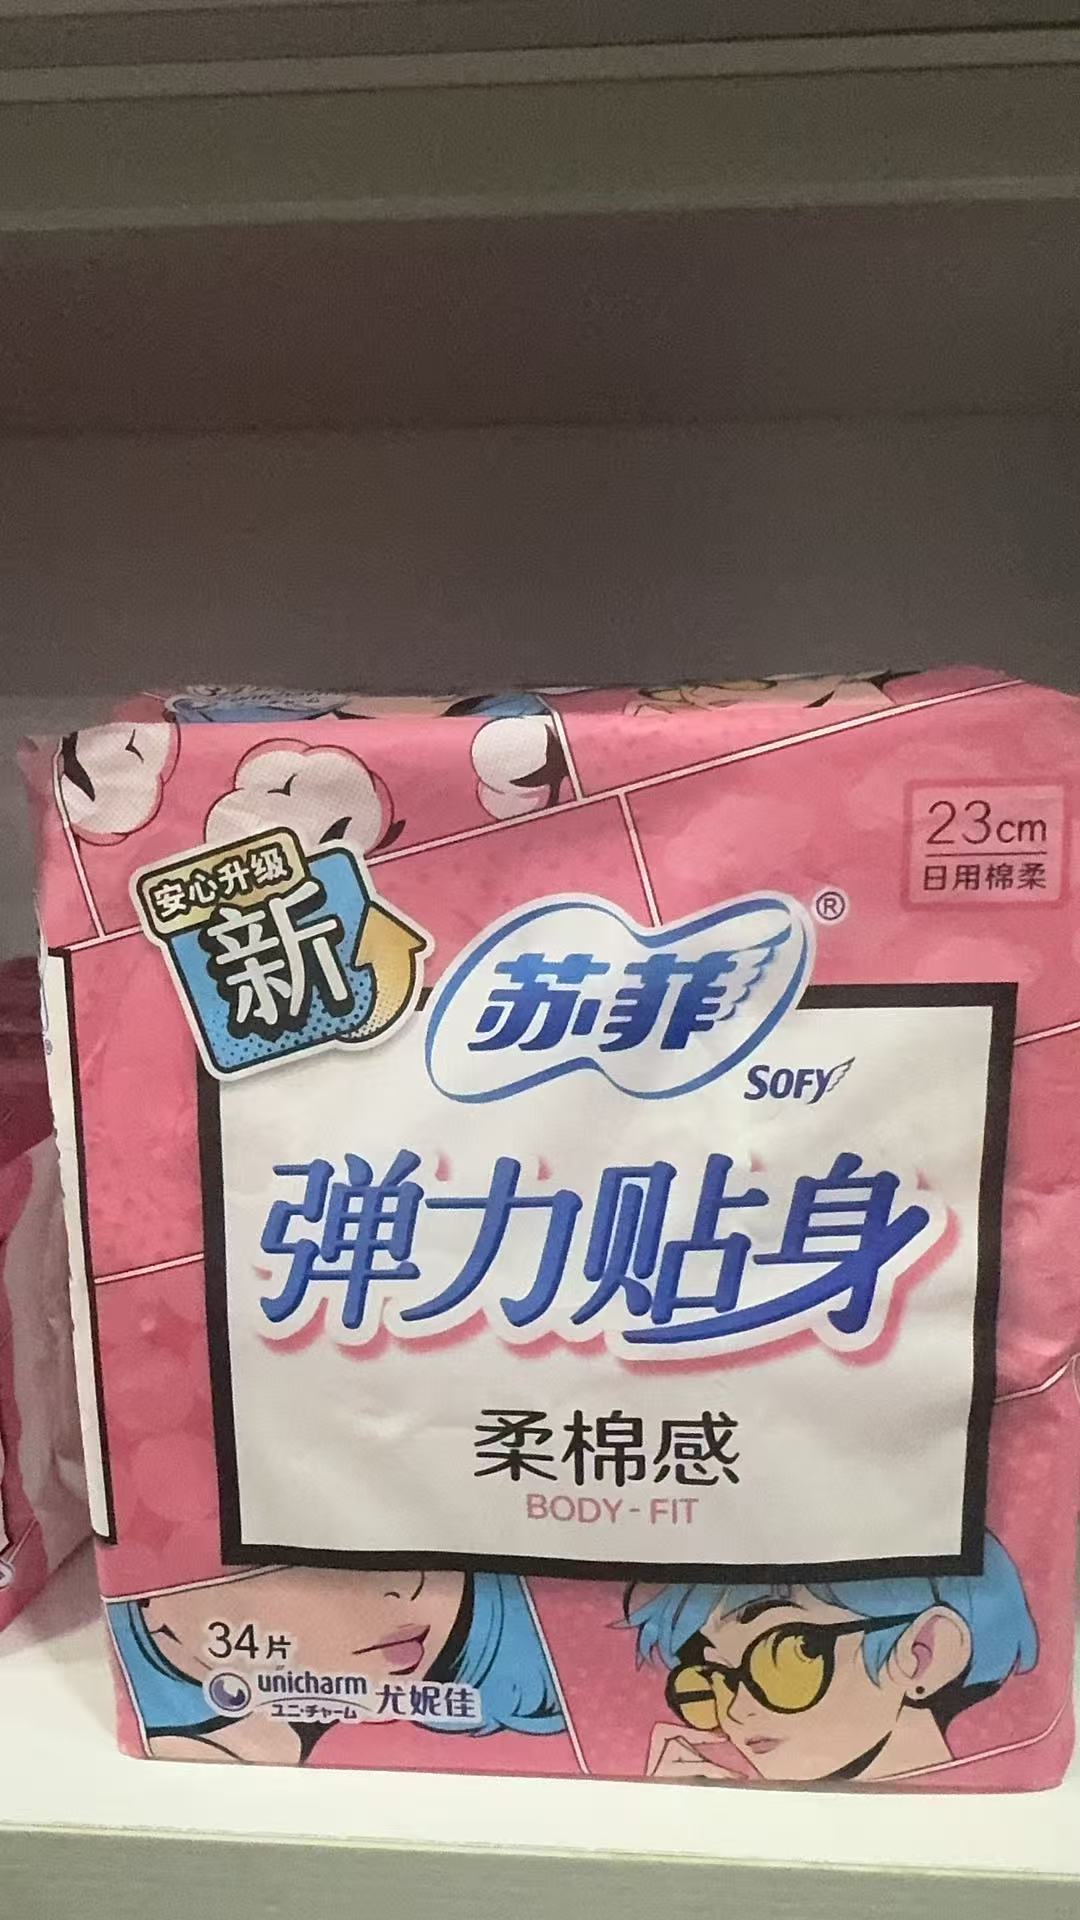 23cm
日用棉柔
安心升级
新
苏菲®
SOFY
弹力贴身
柔棉感
BODY-FIT
34片
unicharm
ユニ・チャーム
尤妮佳